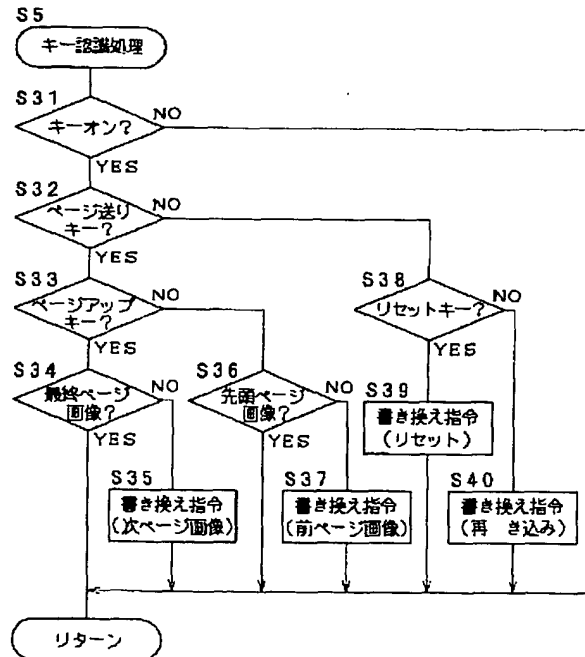 S5
キー認識処理
S31
キーオン？
NO
YES
S32
ページ送り
キー？
NO
YES
S33
ページアップ
キー？
NO
YES
S38
リセットキー？
NO
YES
S34
最終ページ
画像？
NO
YES
S36
先頭ページ
画像？
NO
YES
S39
書き換え指令
(リセット)
S35
書き換え指令
(次ページ画像)
S37
書き換え指令
(前ページ画像)
S40
書き換え指令
(再 き込み)
リターン